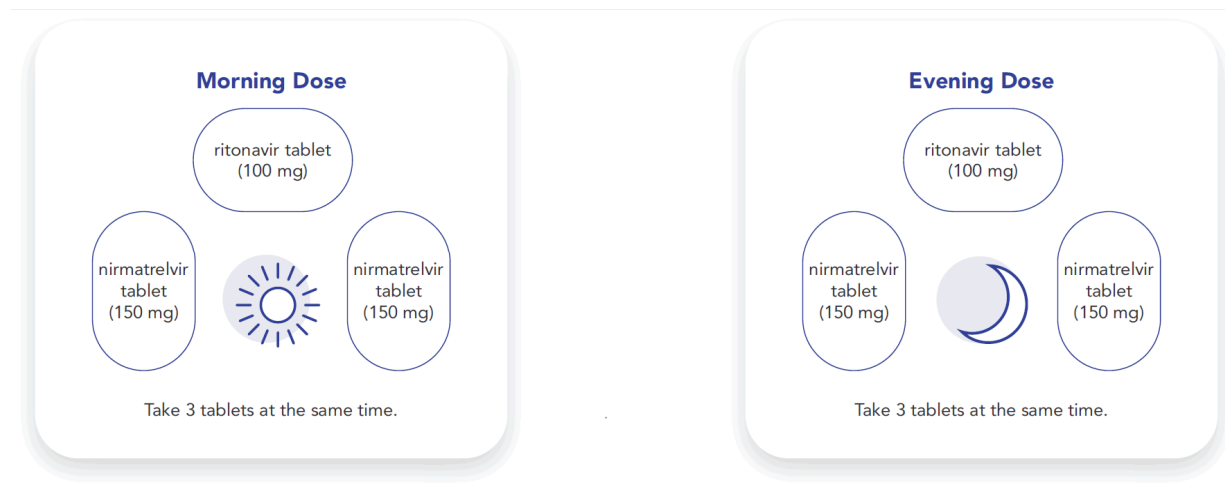 Morning Dose
ritonavir tablet
(100 mg)
nirmatrelvir
tablet
(150 mg)
nirmatrelvir
tablet
(150 mg)
Take 3 tablets at the same time.
Evening Dose
ritonavir tablet
(100 mg)
nirmatrelvir
tablet
(150 mg)
nirmatrelvir
tablet
(150 mg)
Take 3 tablets at the same time.